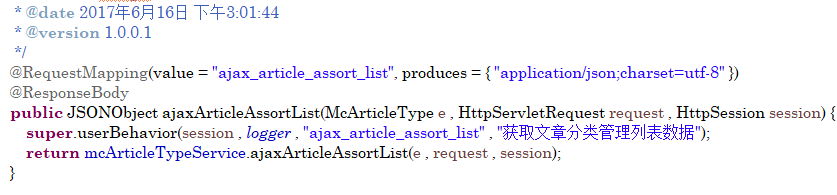 * @date 2017年6月16日 下午3:01:44
* @version 1.0.0.1
*/
@RequestMapping(value = "ajax_article_assort_list", produces = { "application/json;charset=utf-8" })
@ResponseBody
public JSONObject ajaxArticleAssortList(McArticleType e , HttpServletRequest request , HttpSession session) {
super.userBehavior(session , logger , "ajax_article_assort_list" , "获取文章分类管理列表数据");
return mcArticleTypeService.ajaxArticleAssortList(e , request , session);
}